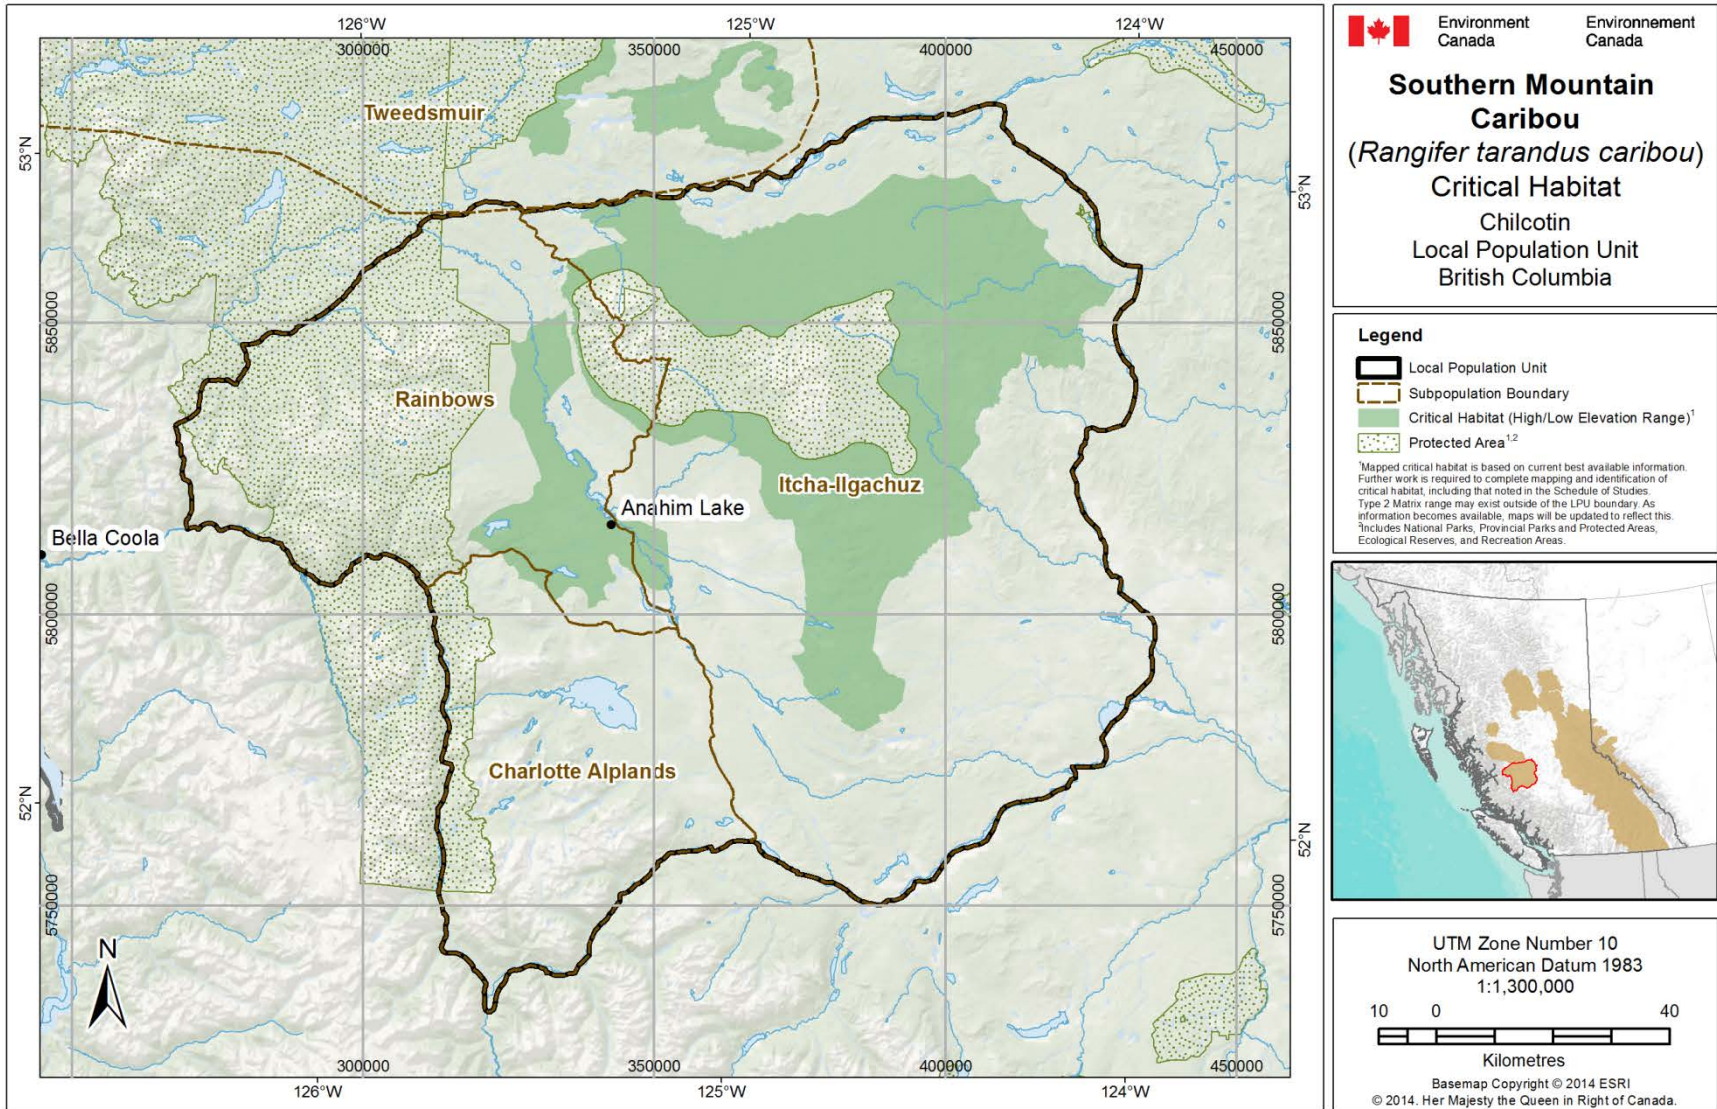 126°W
125°W
124°W
300000
350000
400000
450000
Tweedsmuir
53°N
53°N
5850000
5850000
Rainbows
Itcha-Ilgachuz
Anahim Lake
Bella Coola
5800000
5800000
Charlotte Alplands
52°N
52°N
5750000
5750000
N
300000
350000
400000
450000
126°W
125°W
124°W
Environment
Canada
Environnement
Canada
Southern Mountain
Caribou
(Rangifer tarandus caribou)
Critical Habitat
Chilcotin
Local Population Unit
British Columbia
Legend
Local Population Unit
Subpopulation Boundary
Critical Habitat (High/Low Elevation Range)1
Protected Area1,2
1Mapped critical habitat is based on current best available information.
Further work is required to complete mapping and identification of
critical habitat, including that noted in the Schedule of Studies.
Type 2 Matrix range may exist outside of the LPU boundary. As
information becomes available, maps will be updated to reflect this.
2Includes National Parks, Provincial Parks and Protected Areas,
Ecological Reserves, and Recreation Areas.
UTM Zone Number 10
North American Datum 1983
1:1,300,000
10 0 40
Kilometres
Basemap Copyright © 2014 ESRI
© 2014. Her Majesty the Queen in Right of Canada.